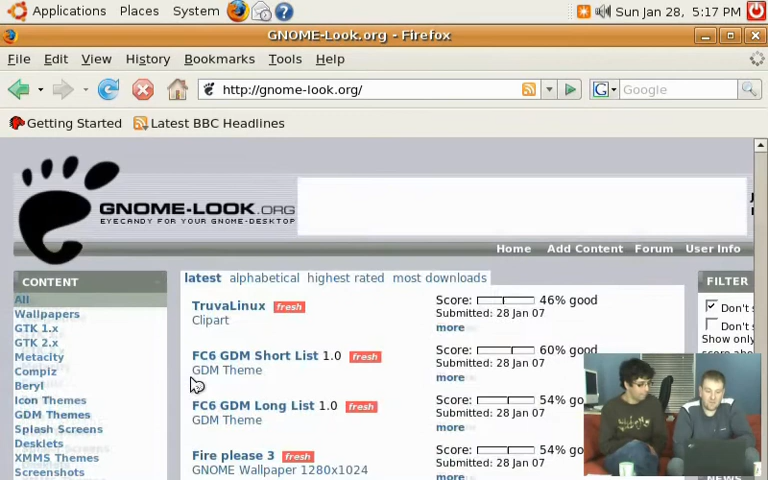 Applications Places System Sun Jan 28, 5:17 PM
GNOME-Look.org - Firefox
File Edit View History Bookmarks Tools Help
http://gnome-look.org/ G Google
Getting Started Latest BBC Headlines
GNOME-LOOK.ORG
EYECANDY FOR YOUR GNOME-DESKTOP
Home Add Content Forum User Info
CONTENT
All
Wallpapers
GTK 1.x
GTK 2.x
Metacity
Compiz
Beryl
Icon Themes
GDM Themes
Splash Screens
Desklets
XMMS Themes
Screenshots
latest alphabetical highest rated most downloads
TruvaLinux fresh
Clipart
Score: 46% good
Submitted: 28 Jan 07
more
FC6 GDM Short List 1.0 fresh
GDM Theme
Score: 60% good
Submitted: 28 Jan 07
more
FC6 GDM Long List 1.0 fresh
GDM Theme
Score: 54% go
Submitted: 28 Jan 07
more
Fire please 3 fresh
GNOME Wallpaper 1280x1024
Score: 54% go
Submitted: 28 Jan 07
more
FILTER
Don't s
Don't s
Show only